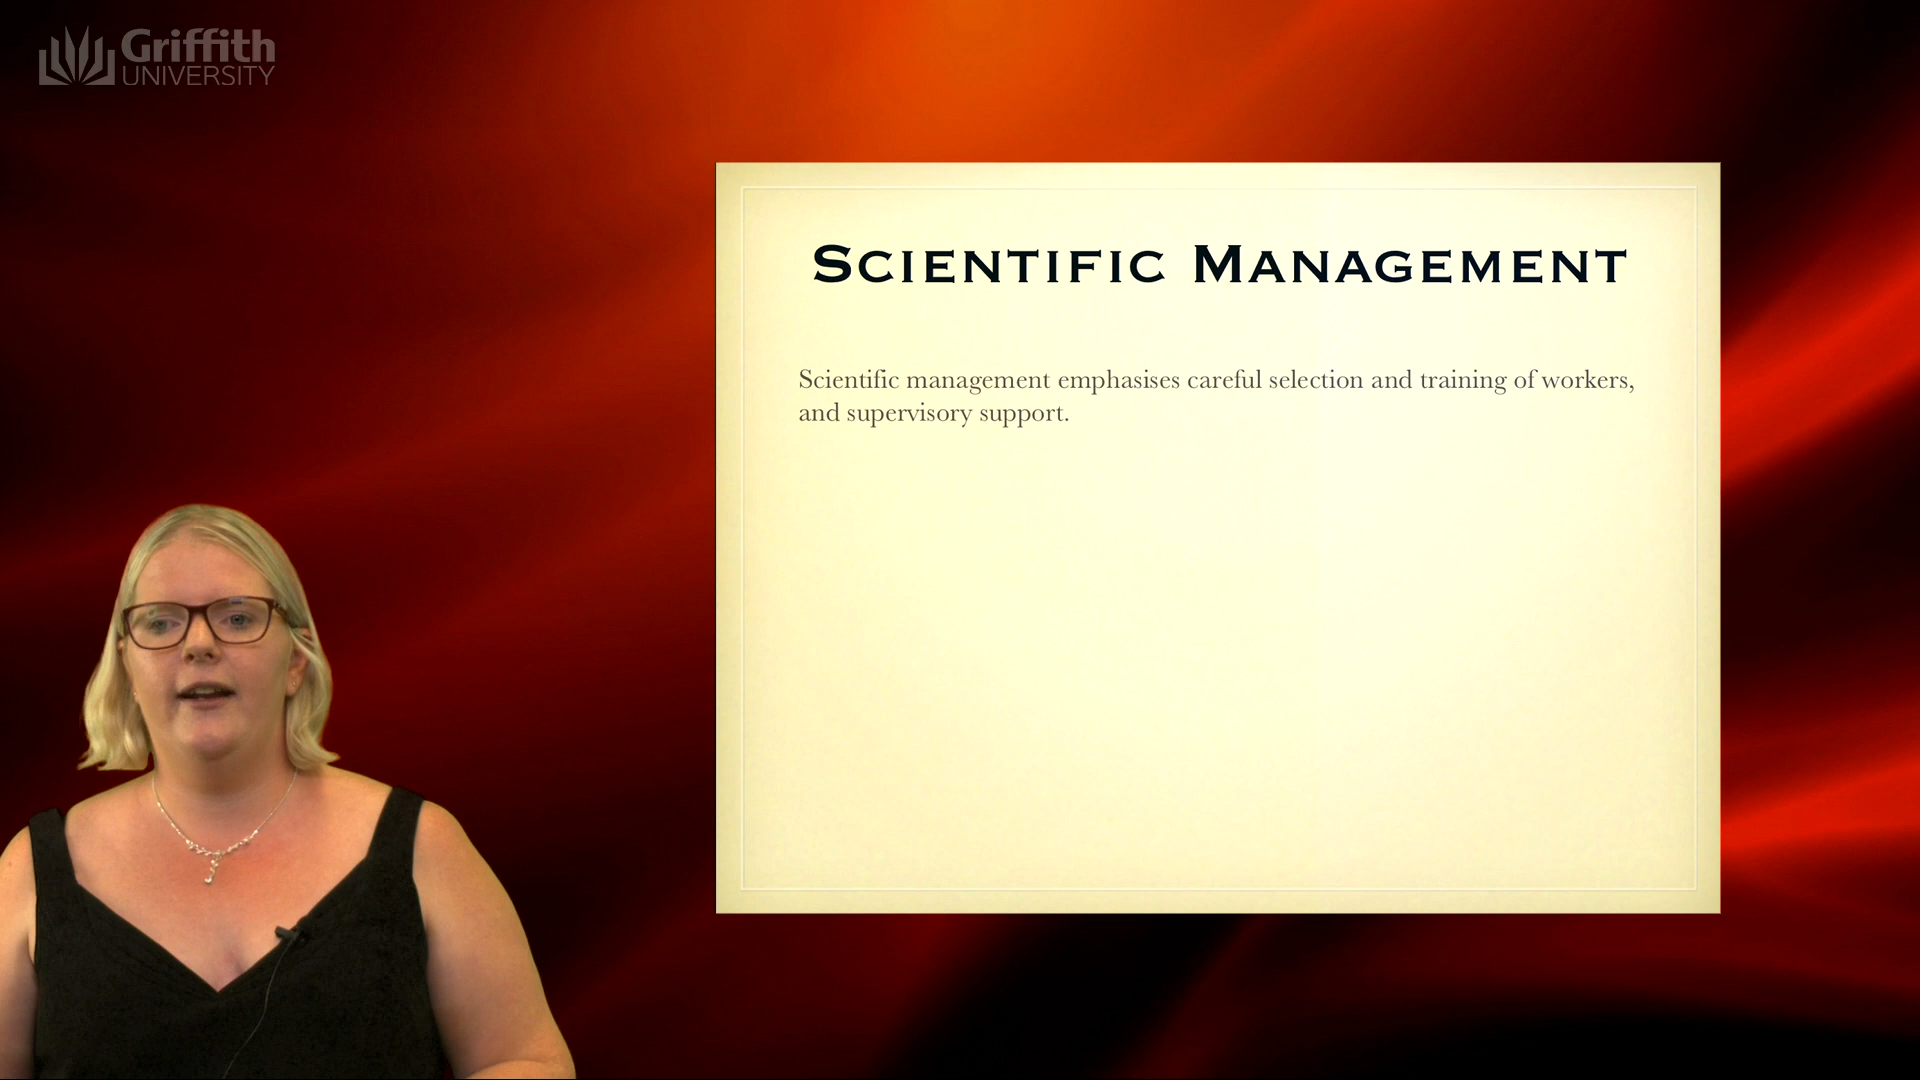 Griffith
UNIVERSITY
Scientific Management
Scientific management emphasises careful selection and training of workers,
and supervisory support.